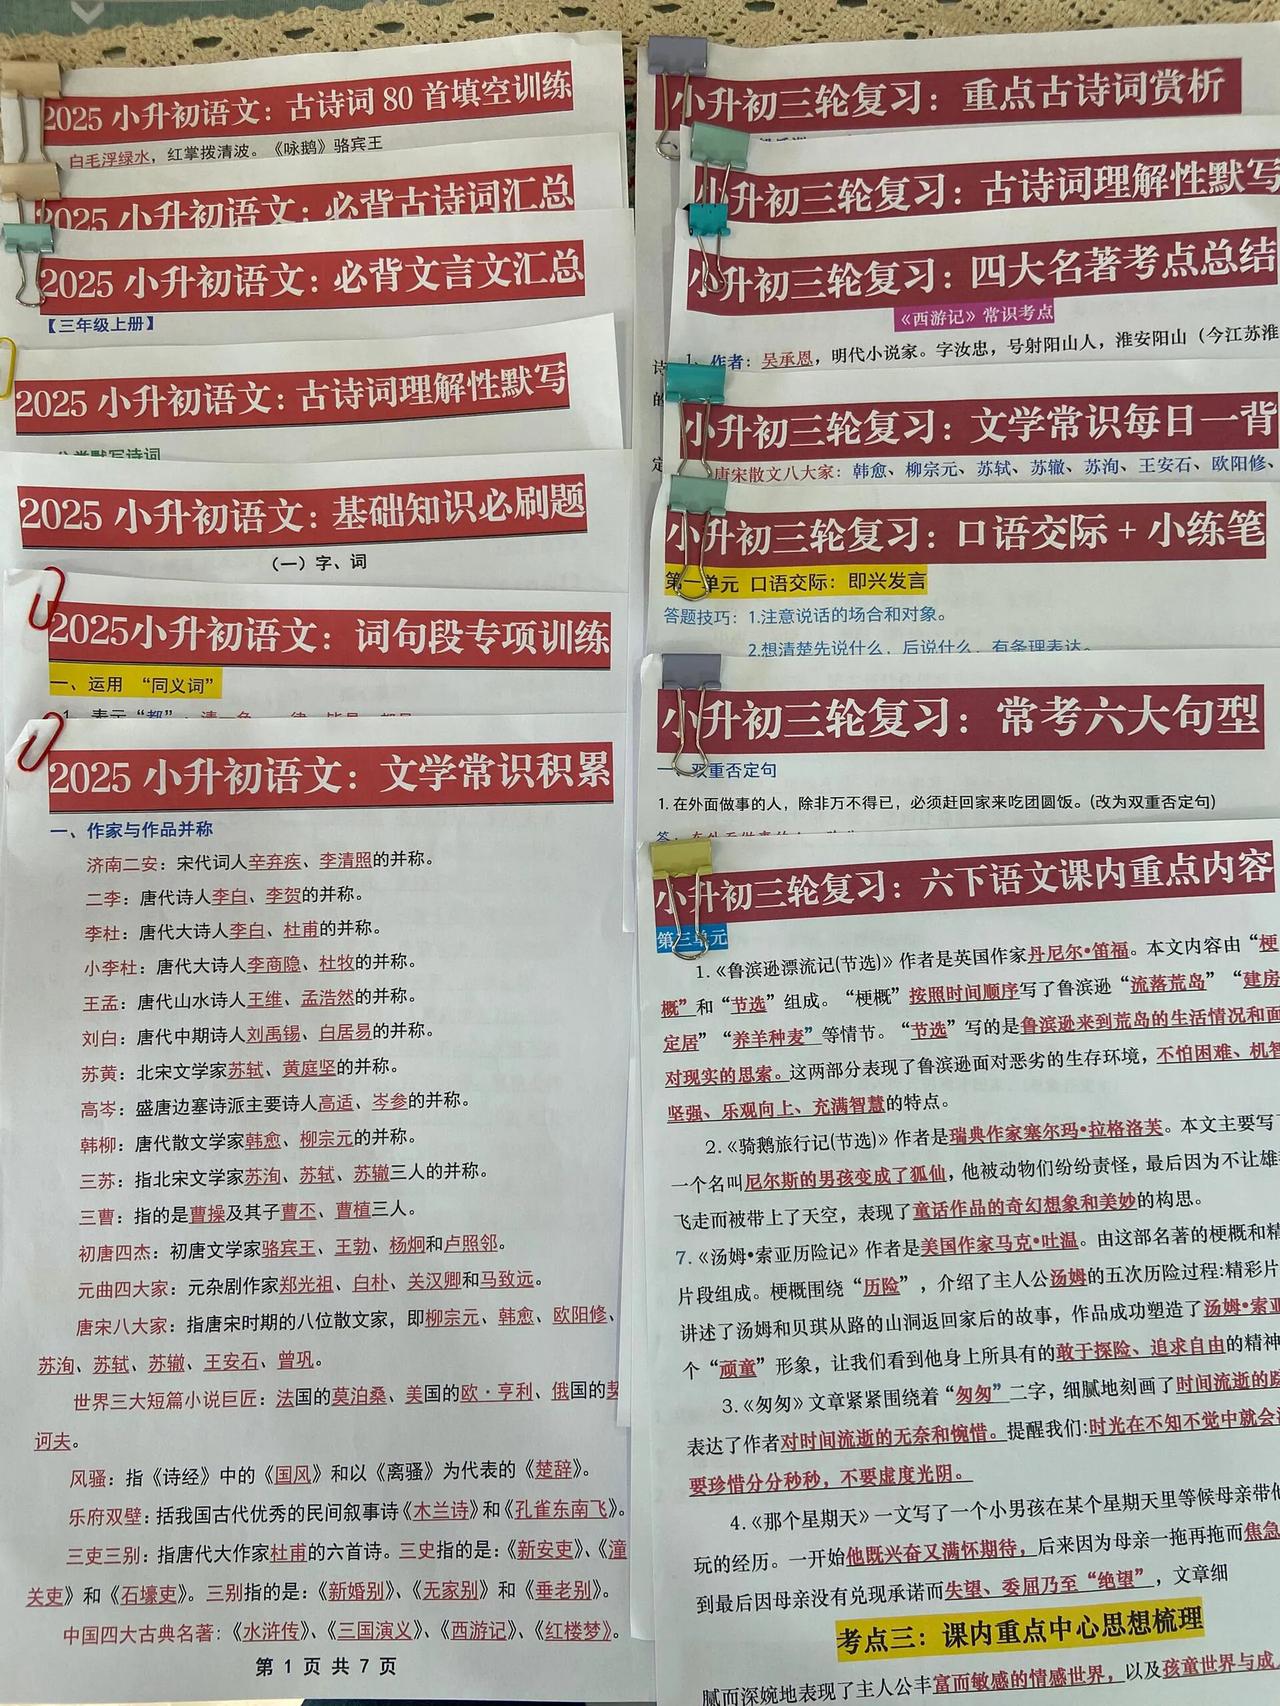 2025 小升初语文：古诗词 80 首填空训练
白毛浮绿水，红掌拨清波。《咏鹅》骆宾王
2025 小升初语文：必背古诗词汇总
2025 小升初语文：必背文言文汇总
【三年级上册】
2025 小升初语文：古诗词理解性默写
分类默写诗词
2025 小升初语文：基础知识必刷题
（一）字、词
2025小升初语文：词句段专项训练
一、运用 “同义词”
1. 表示“都”：清一色 一律
2025 小升初语文：文学常识积累
一、作家与作品并称
济南二安：宋代词人辛弃疾、李清照的并称。
二李：唐代诗人李白、李贺的并称。
李杜：唐代大诗人李白、杜甫的并称。
小李杜：唐代大诗人李商隐、杜牧的并称。
王孟：唐代山水诗人王维、孟浩然的并称。
刘白：唐代中期诗人刘禹锡、白居易的并称。
苏黄：北宋文学家苏轼、黄庭坚的并称。
高岑：盛唐边塞诗派主要诗人高适、岑参的并称。
韩柳：唐代散文学家韩愈、柳宗元的并称。
三苏：指北宋文学家苏洵、苏轼、苏辙三人的并称。
三曹：指的是曹操及其子曹丕、曹植三人。
初唐四杰：初唐文学家骆宾王、王勃、杨炯和卢照邻。
元曲四大家：元杂剧作家郑光祖、白朴、关汉卿和马致远。
唐宋八大家：指唐宋时期的八位散文家，即柳宗元、韩愈、欧阳修、
苏洵、苏轼、苏辙、王安石、曾巩。
世界三大短篇小说巨匠：法国的莫泊桑、美国的欧·亨利、俄国的契
诃夫。
风骚：指《诗经》中的《国风》和以《离骚》为代表的《楚辞》。
乐府双壁：括我国古代优秀的民间叙事诗《木兰诗》和《孔雀东南飞》。
三吏三别：指唐代大作家杜甫的六首诗。三史指的是：《新安吏》、《潼
关吏》和《石壕吏》。三别指的是：《新婚别》、《无家别》和《垂老别》。
中国四大古典名著：《水浒传》、《三国演义》、《西游记》、《红楼梦》。
第 1 页 共 7 页
小升初三轮复习：重点古诗词赏析
小升初三轮复习：古诗词理解性默写
小升初三轮复习：四大名著考点总结
《西游记》常识考点
1. 作者：吴承恩，明代小说家。字汝忠，号射阳山人，淮安阳山（今江苏淮
小升初三轮复习：文学常识每日一背
唐宋散文八大家：韩愈、柳宗元、苏轼、苏辙、苏洵、王安石、欧阳修、
小升初三轮复习：口语交际 + 小练笔
第一单元 口语交际：即兴发言
答题技巧：1.注意说话的场合和对象。
2.想清楚先说什么，后说什么，有条理表达。
小升初三轮复习：常考六大句型
一、双重否定句
1. 在外面做事的人，除非万不得已，必须赶回家来吃团圆饭。(改为双重否定句)
小升初三轮复习：六下语文课内重点内容
第三单元
1.《鲁滨逊漂流记(节选)》作者是英国作家丹尼尔•笛福。本文内容由“梗
概”和“节选”组成。“梗概”按照时间顺序写了鲁滨逊“流落荒岛”“建房
定居”“养羊种麦”等情节。“节选”写的是鲁滨逊来到荒岛的生活情况和面
对现实的思索。这两部分表现了鲁滨逊面对恶劣的生存环境，不怕困难、机智
坚强、乐观向上、充满智慧的特点。
2.《骑鹅旅行记(节选)》作者是瑞典作家塞尔玛•拉格洛芙。本文主要写了
一个名叫尼尔斯的男孩变成了狐仙，他被动物们纷纷责怪，最后因为不让雄
飞走而被带上了天空，表现了童话作品的奇幻想象和美妙的构思。
7.《汤姆•索亚历险记》作者是美国作家马克•吐温。由这部名著的梗概和精
片段组成。梗概围绕“历险”，介绍了主人公汤姆的五次历险过程:精彩片
讲述了汤姆和贝琪从路的山洞返回家后的故事，作品成功塑造了汤姆•索亚
个“顽童”形象，让我们看到他身上所具有的敢于探险、追求自由的精神
3.《匆匆》文章紧紧围绕着“匆匆”二字，细腻地刻画了时间流逝的
表达了作者对时间流逝的无奈和惋惜。提醒我们:时光在不知不觉中就会
要珍惜分分秒秒，不要虚度光阴。
4.《那个星期天》一文写了一个小男孩在某个星期天里等候母亲带他
玩的经历。一开始他既兴奋又满怀期待，后来因为母亲一拖再拖而焦急
到最后因母亲没有兑现承诺而失望、委屈乃至“绝望”，文章细
考点三：课内重点中心思想梳理
腻而深婉地表现了主人公丰富而敏感的情感世界，以及孩童世界与成